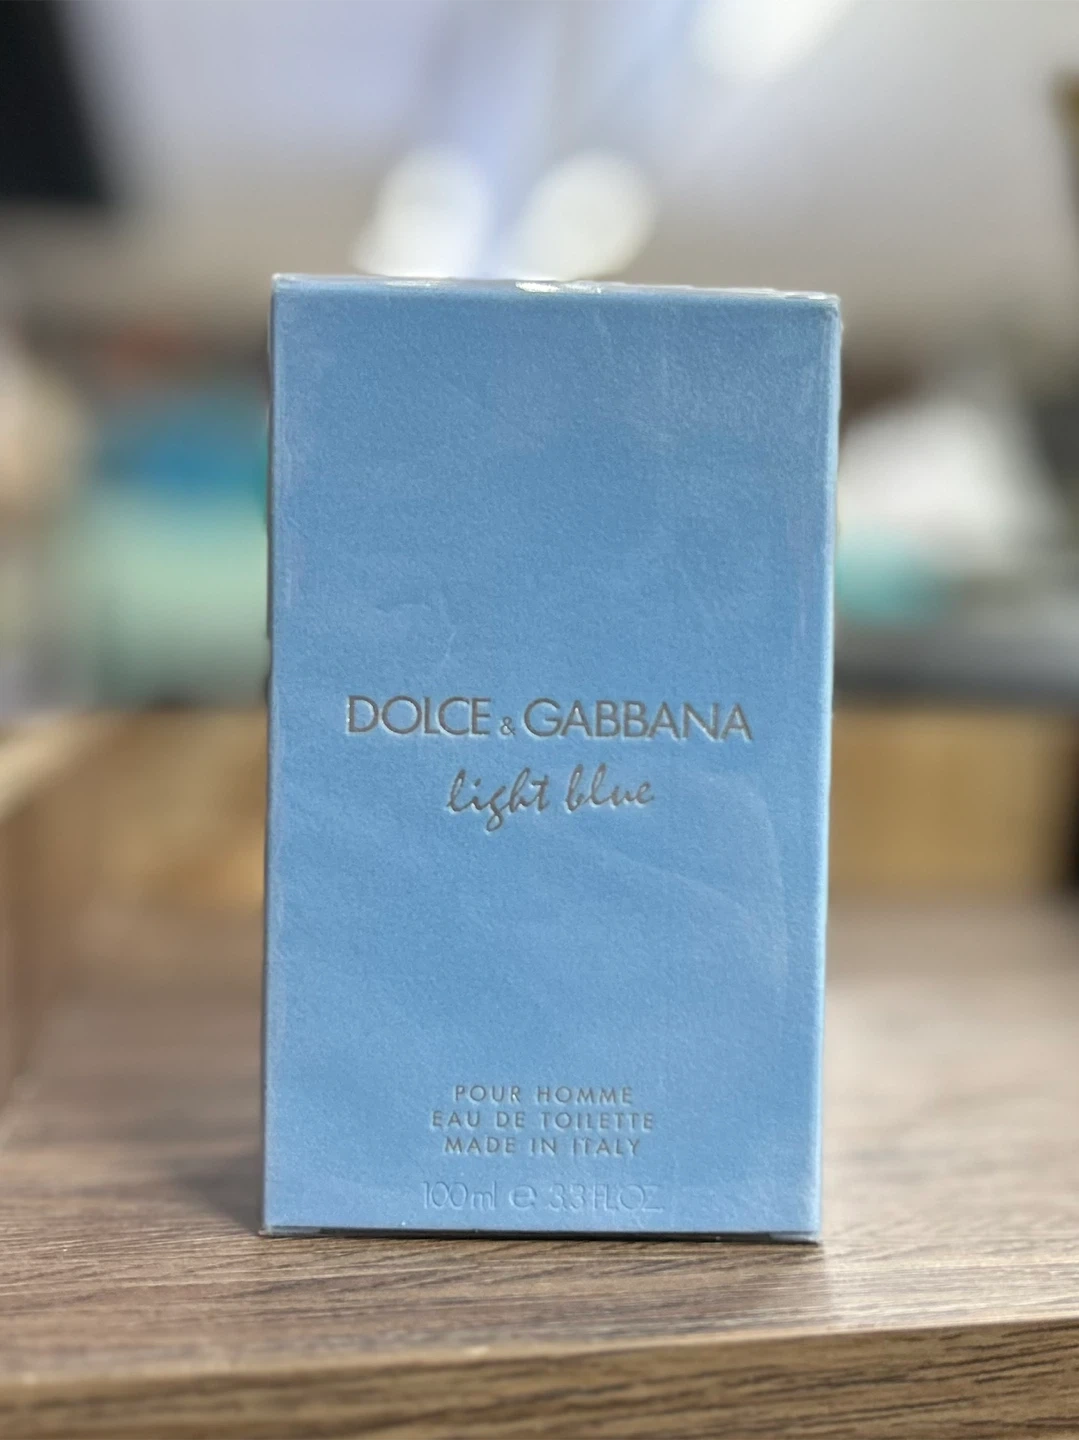 DOLCE & GABBANA
light blue
POUR HOMME
EAU DE TOILETTE
MADE IN ITALY
100ml ℮ 3.3 FL.OZ.